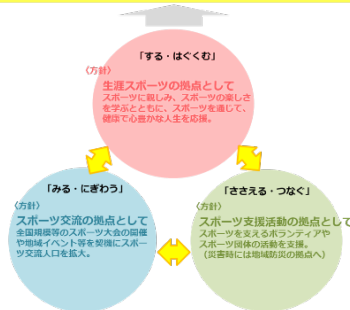 「する・はぐくむ」
〈方針〉
生涯スポーツの拠点として
スポーツに親しみ、スポーツの楽しさ
を学ぶとともに、スポーツを通じて、
健康で心豊かな人生を応援。
「みる・にぎわう」
〈方針〉
スポーツ交流の拠点として
全国規模等のスポーツ大会の開催
や地域イベント等を契機にスポー
ツ交流人口を拡大。
「ささえる・つなぐ」
〈方針〉
スポーツ支援活動の拠点として
スポーツを支えるボランティアや
スポーツ団体の活動を支援。
(災害時には地域防災の拠点へ)